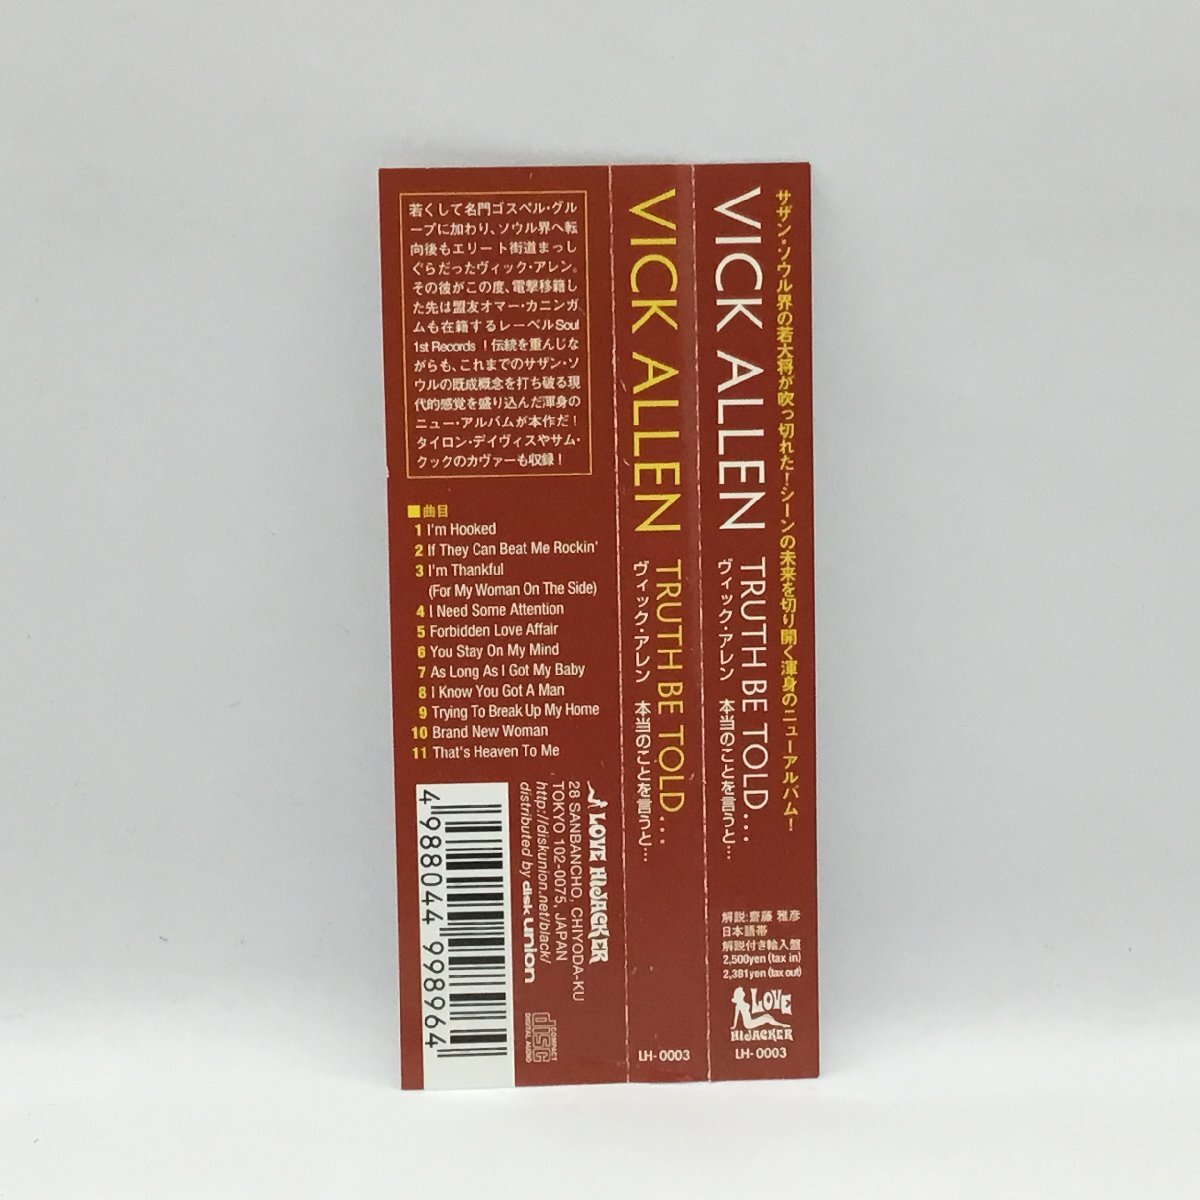 若くして名門ゴスペル・グル
ープに加わり、ソウル界へ転
向後もエリート街道まっし
ぐらだったヴィック・アレン。
その彼がこの度、電撃移籍し
た先は盟友オマー・カニンガ
ムも在籍するレーベルSoul
1st Records ！伝統を重んじな
がらも、これまでのサザン・ソ
ウルの既成概念を打ち破る現
代的感覚を盛り込んだ渾身の
ニュー・アルバムが本作だ！
タイロン・デイヴィスやサム・
クックのカヴァーも収録！
■曲目
1 I'm Hooked
2 If They Can Beat Me Rockin'
3 I'm Thankful
(For My Woman On The Side)
4 I Need Some Attention
5 Forbidden Love Affair
6 You Stay On My Mind
7 As Long As I Got My Baby
8 I Know You Got A Man
9 Trying To Break Up My Home
10 Brand New Woman
11 That's Heaven To Me
4 988044 998964
LOVE HIJACKER
28 SANBANCHO, CHIYODA-KU
TOKYO 102-0075, JAPAN
http://diskunion.net/black/
distributed by disk union
COMPACT
disc
DIGITAL AUDIO
VICK ALLEN
TRUTH BE TOLD...
ヴィック・アレン 本当のことを言うと...
LH-0003
サザン・ソウル界の若大将が吹っ切れた！シーンの未来を切り開く渾身のニューアルバム！
VICK ALLEN
TRUTH BE TOLD...
ヴィック・アレン 本当のことを言うと...
解説:齋藤 雅彦
日本語帯
解説付き輸入盤
2,500yen (tax in)
2,381yen (tax out)
LOVE
HIJACKER
LH-0003